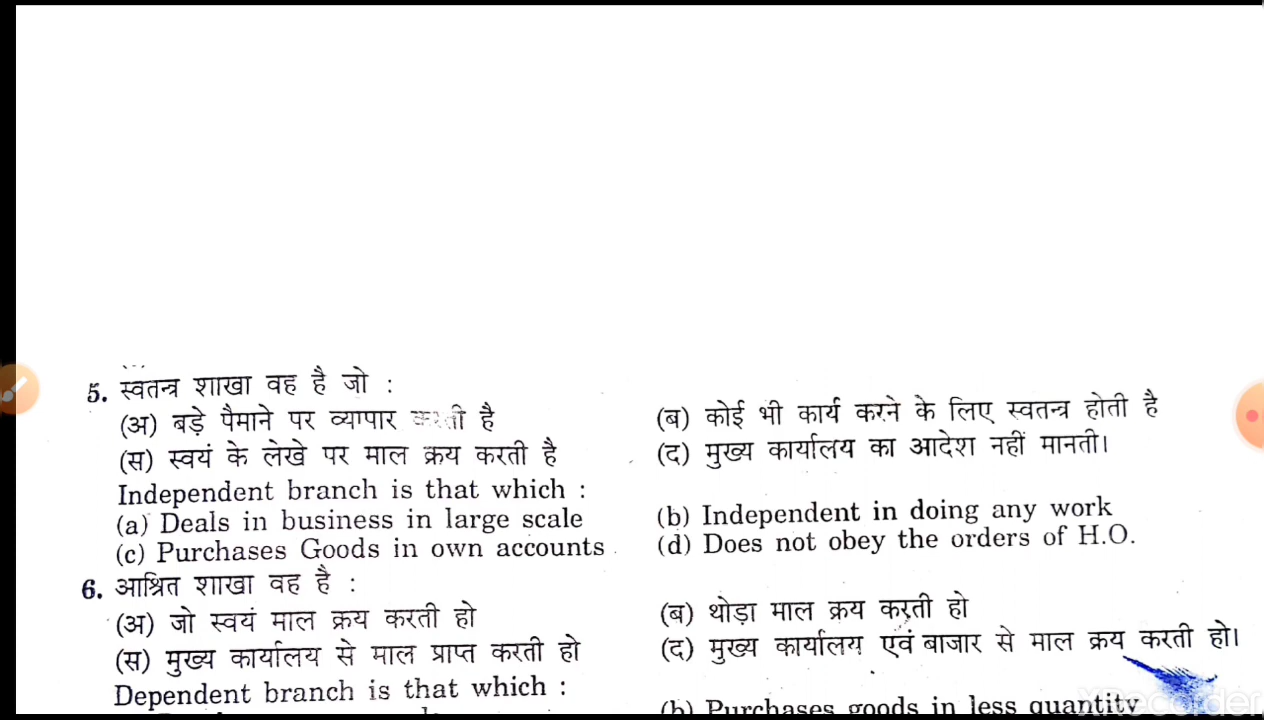 5. स्वतन्त्र शाखा वह है जो :
(अ) बड़े पैमाने पर व्यापार करती है (ब) कोई भी कार्य करने के लिए स्वतन्त्र होती है
(स) स्वयं के लेखे पर माल क्रय करती है (द) मुख्य कार्यालय का आदेश नहीं मानती।
Independent branch is that which :
(a) Deals in business in large scale (b) Independent in doing any work
(c) Purchases Goods in own accounts (d) Does not obey the orders of H.O.
6. आश्रित शाखा वह है :
(अ) जो स्वयं माल क्रय करती हो (ब) थोड़ा माल क्रय करती हो
(स) मुख्य कार्यालय से माल प्राप्त करती हो (द) मुख्य कार्यालय एवं बाजार से माल क्रय करती हो।
Dependent branch is that which :
(b) Purchases goods in less quantity
XRecorder